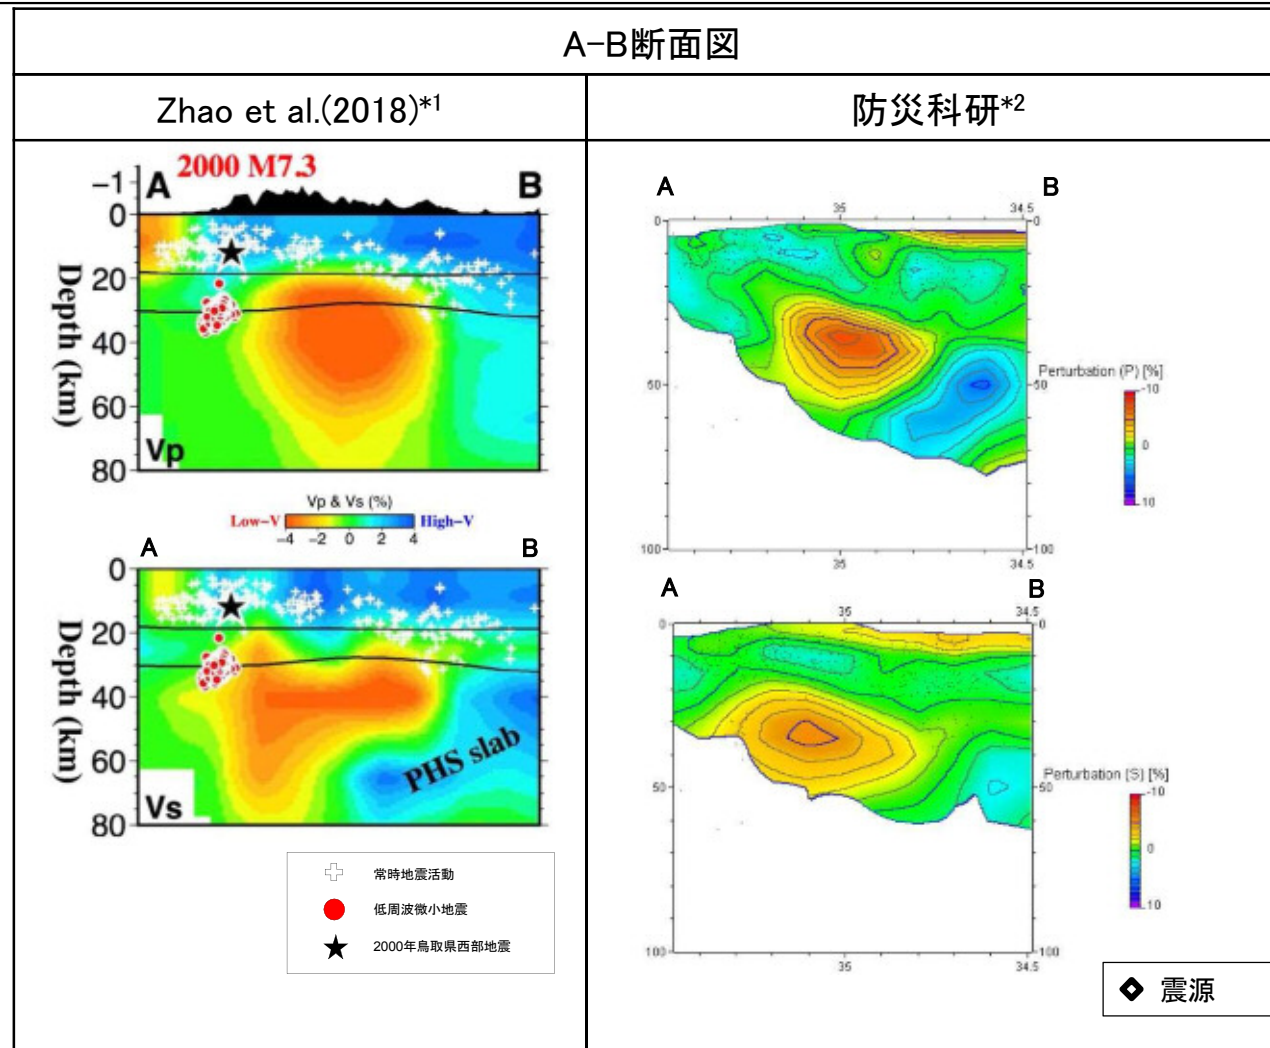 A-B断面図
Zhao et al.(2018)*1
防災科研*2
2000 M7.3
A
B
-1
0
20
40
60
80
Depth (km)
Vp
Vp & Vs (%)
Low-V
High-V
-4 -2 0 2 4
A
B
0
20
40
60
80
Depth (km)
PHS slab
Vs
常時地震活動
低周波微小地震
2000年鳥取県西部地震
A
B
35
34.5
0
0
50
50
100
100
35
34.5
Perturbation (P) [%]
-10
0
10
A
B
35
34.5
0
0
50
50
100
100
35
34.5
Perturbation (S) [%]
-10
0
10
震源